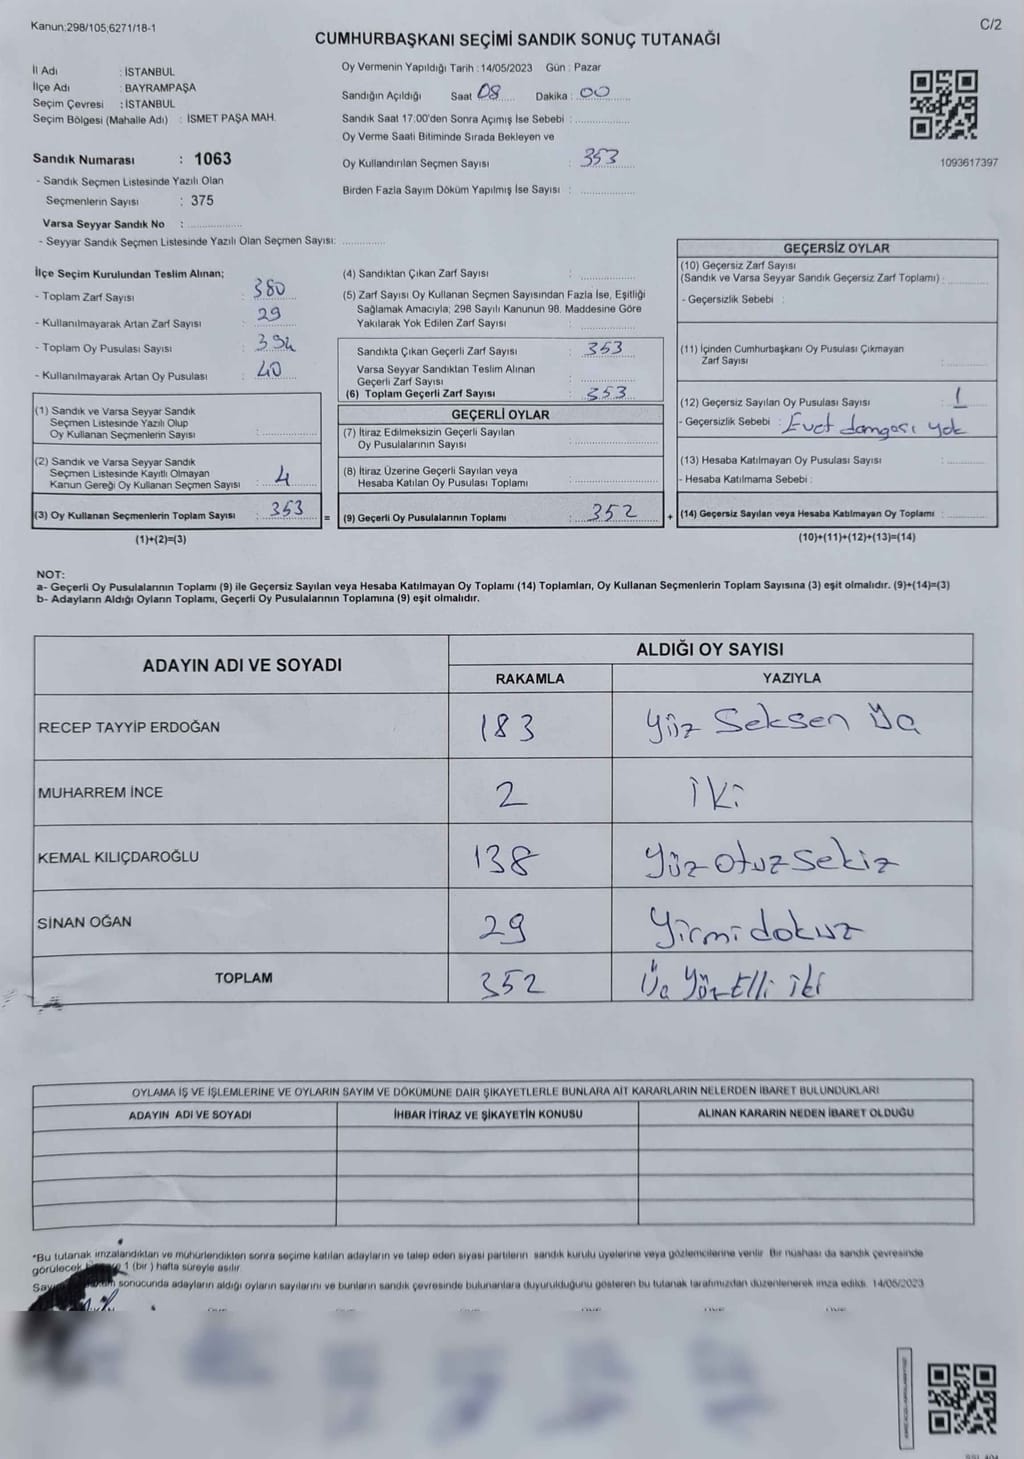 Kanun;298/105;6271/18-1
C/2
CUMHURBAŞKANI SEÇİMİ SANDIK SONUÇ TUTANAĞI
İl Adı : İSTANBUL
İlçe Adı : BAYRAMPAŞA
Seçim Çevresi : İSTANBUL
Seçim Bölgesi (Mahalle Adı) : İSMET PAŞA MAH.
Sandık Numarası : 1063
- Sandık Seçmen Listesinde Yazılı Olan
Seçmenlerin Sayısı : 375
Varsa Seyyar Sandık No :
- Seyyar Sandık Seçmen Listesinde Yazılı Olan Seçmen Sayısı:
Oy Vermenin Yapıldığı Tarih : 14/05/2023 Gün : Pazar
Sandığın Açıldığı Saat 08 Dakika : 00
Sandık Saat 17:00'den Sonra Açımış İse Sebebi :
Oy Verme Saati Bitiminde Sırada Bekleyen ve
Oy Kullandırılan Seçmen Sayısı : 353
Birden Fazla Sayım Döküm Yapılmış İse Sayısı :
1093617397
İlçe Seçim Kurulundan Teslim Alınan;
- Toplam Zarf Sayısı : 380
- Kullanılmayarak Artan Zarf Sayısı : 29
- Toplam Oy Pusulası Sayısı : 394
- Kullanılmayarak Artan Oy Pusulası : 40
(1) Sandık ve Varsa Seyyar Sandık
Seçmen Listesinde Yazılı Olup
Oy Kullanan Seçmenlerin Sayısı :
(2) Sandık ve Varsa Seyyar Sandık
Seçmen Listesinde Kayıtlı Olmayan
Kanun Gereği Oy Kullanan Seçmen Sayısı : 4
(3) Oy Kullanan Seçmenlerin Toplam Sayısı : 353
(1)+(2)=(3)
(4) Sandıktan Çıkan Zarf Sayısı :
(5) Zarf Sayısı Oy Kullanan Seçmen Sayısından Fazla İse, Eşitliği
Sağlamak Amacıyla; 298 Sayılı Kanunun 98. Maddesine Göre
Yakılarak Yok Edilen Zarf Sayısı :
Sandıkta Çıkan Geçerli Zarf Sayısı : 353
Varsa Seyyar Sandıktan Teslim Alınan
Geçerli Zarf Sayısı :
(6) Toplam Geçerli Zarf Sayısı : 353
GEÇERLİ OYLAR
(7) İtiraz Edilmeksizin Geçerli Sayılan
Oy Pusulalarının Sayısı :
(8) İtiraz Üzerine Geçerli Sayılan veya
Hesaba Katılan Oy Pusulası Toplamı :
= (9) Geçerli Oy Pusulalarının Toplamı : 352 +
GEÇERSİZ OYLAR
(10) Geçersiz Zarf Sayısı
(Sandık ve Varsa Seyyar Sandık Geçersiz Zarf Toplamı) :
- Geçersizlik Sebebi :
(11) İçinden Cumhurbaşkanı Oy Pusulası Çıkmayan
Zarf Sayısı :
(12) Geçersiz Sayılan Oy Pusulası Sayısı : 1
- Geçersizlik Sebebi : Evet damgası yok
(13) Hesaba Katılmayan Oy Pusulası Sayısı :
- Hesaba Katılmama Sebebi :
(14) Geçersiz Sayılan veya Hesaba Katılmayan Oy Toplamı :
(10)+(11)+(12)+(13)=(14)
NOT:
a- Geçerli Oy Pusulalarının Toplamı (9) ile Geçersiz Sayılan veya Hesaba Katılmayan Oy Toplamı (14) Toplamları, Oy Kullanan Seçmenlerin Toplam Sayısına (3) eşit olmalıdır. (9)+(14)=(3)
b- Adayların Aldığı Oyların Toplamı, Geçerli Oy Pusulalarının Toplamına (9) eşit olmalıdır.
ADAYIN ADI VE SOYADI ALDIĞI OY SAYISI
RAKAMLA YAZIYLA
RECEP TAYYİP ERDOĞAN 183 Yüz Seksen Üç
MUHARREM İNCE 2 iki
KEMAL KILIÇDAROĞLU 138 Yüz otuz sekiz
SİNAN OĞAN 29 Yirmi dokuz
TOPLAM 352 Üç Yüz Elli iki
OYLAMA İŞ VE İŞLEMLERİNE VE OYLARIN SAYIM VE DÖKÜMÜNE DAİR ŞİKAYETLERLE BUNLARA AİT KARARLARIN NELERDEN İBARET BULUNDUKLARI
ADAYIN ADI VE SOYADI İHBAR İTİRAZ VE ŞİKAYETİN KONUSU ALINAN KARARIN NEDEN İBARET OLDUĞU
*Bu tutanak imzalandıktan ve mühürlendikten sonra seçime katılan adayların ve talep eden siyasi partilerin sandık kurulu üyelerine veya gözlemcilerine verilir. Bir nüshası da sandık çevresinde
görülecek 1 (bir) hafta süreyle asılır.
sonucunda adayların aldığı oyların sayılarını ve bunların sandık çevresinde bulunanlara duyurulduğunu gösteren bu tutanak tarafımızdan düzenlenerek imza edildi. 14/05/2023